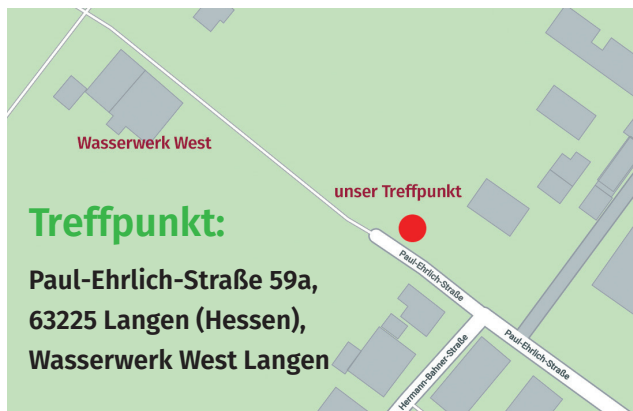 Wasserwerk West
unser Treffpunkt
Treffpunkt:
Paul-Ehrlich-Straße 59a,
63225 Langen (Hessen),
Wasserwerk West Langen
Paul-Ehrlich-Straße
Paul-Ehrlich-Straße
Hermann-Bahner-Straße